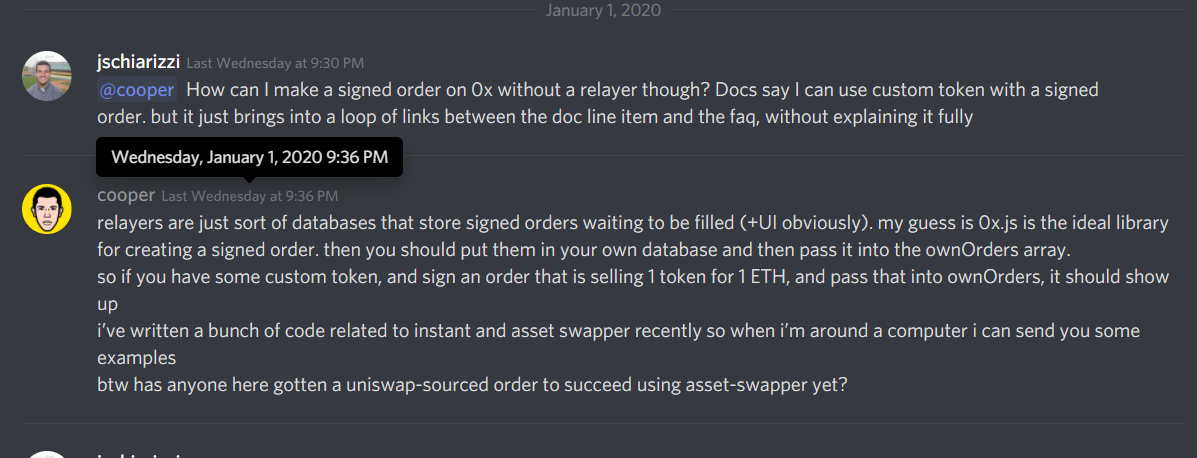 January 1, 2020
jschiarizzi Last Wednesday at 9:30 PM
@cooper How can I make a signed order on 0x without a relayer though? Docs say I can use custom token with a signed
order. but it just brings into a loop of links between the doc line item and the faq, without explaining it fully
Wednesday, January 1, 2020 9:36 PM
cooper Last Wednesday at 9:36 PM
relayers are just sort of databases that store signed orders waiting to be filled (+UI obviously). my guess is 0x.js is the ideal library
for creating a signed order. then you should put them in your own database and then pass it into the ownOrders array.
so if you have some custom token, and sign an order that is selling 1 token for 1 ETH, and pass that into ownOrders, it should show
up
i've written a bunch of code related to instant and asset swapper recently so when i'm around a computer i can send you some
examples
btw has anyone here gotten a uniswap-sourced order to succeed using asset-swapper yet?